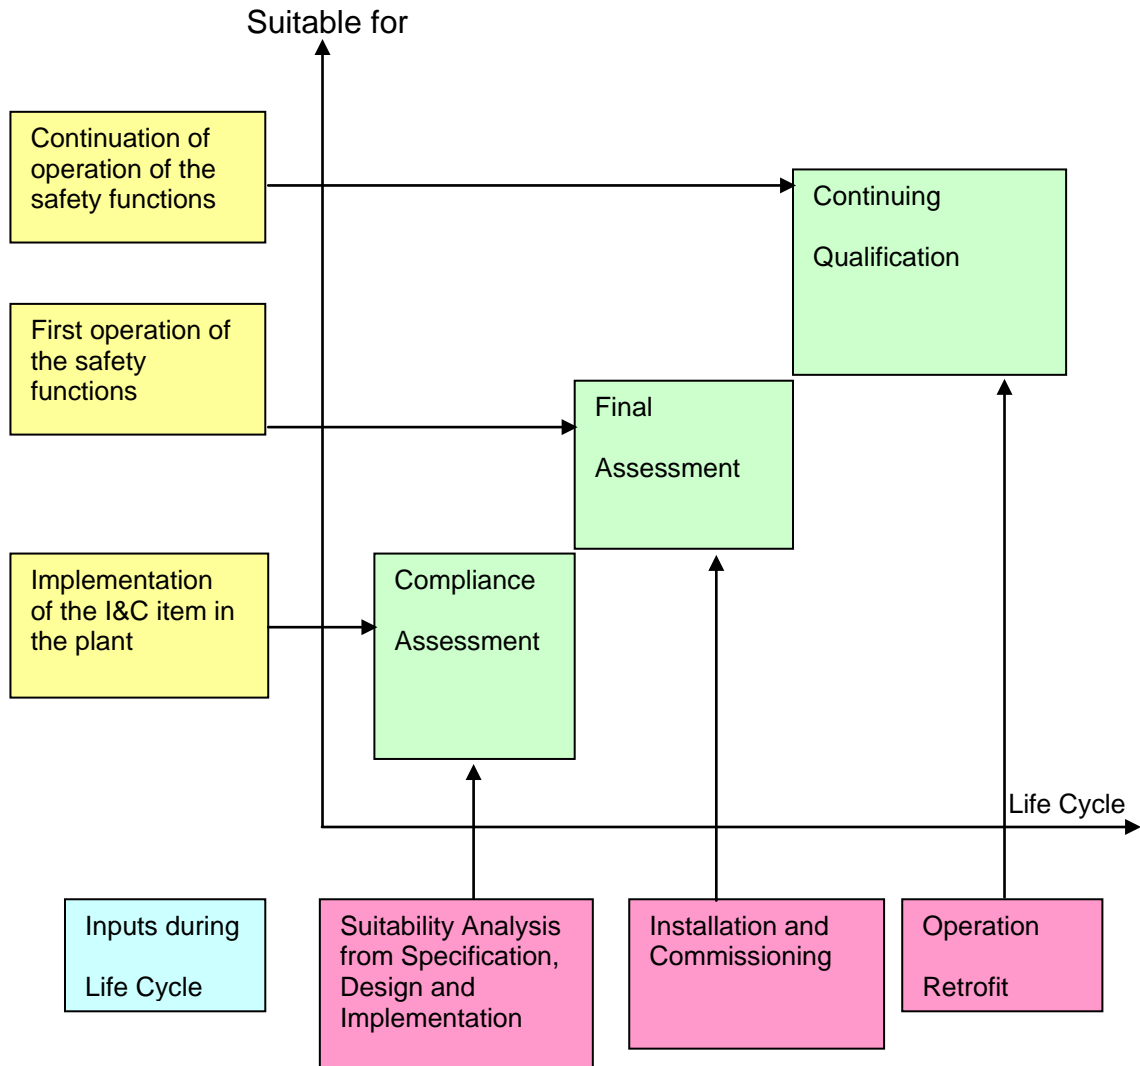 Suitable for
Continuation of
operation of the
safety functions
Continuing
Qualification
First operation of
the safety
functions
Final
Assessment
Implementation
of the I&C item in
the plant
Compliance
Assessment
Life Cycle
Inputs during
Life Cycle
Suitability Analysis
from Specification,
Design and
Implementation
Installation and
Commissioning
Operation
Retrofit